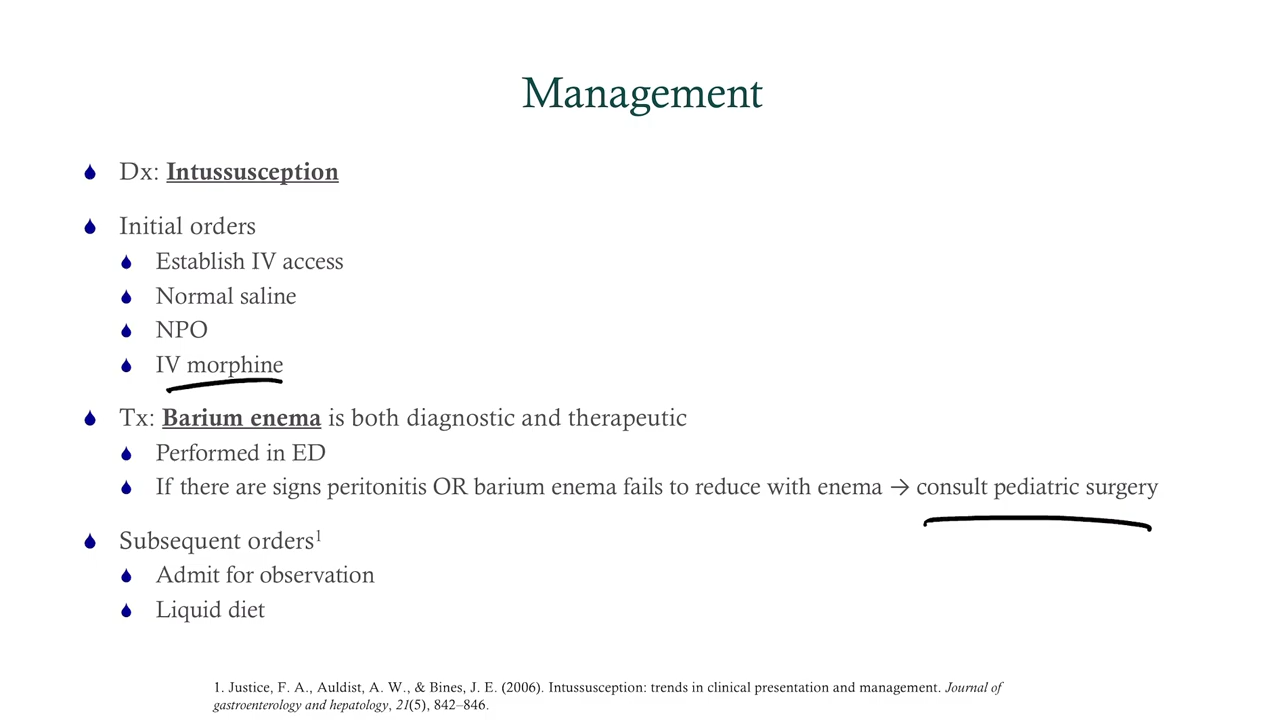 Management
Dx: Intussusception
Initial orders
Establish IV access
Normal saline
NPO
IV morphine
Tx: Barium enema is both diagnostic and therapeutic
Performed in ED
If there are signs peritonitis OR barium enema fails to reduce with enema → consult pediatric surgery
Subsequent orders¹
Admit for observation
Liquid diet
1. Justice, F. A., Auldist, A. W., & Bines, J. E. (2006). Intussusception: trends in clinical presentation and management. Journal of
gastroenterology and hepatology, 21(5), 842–846.